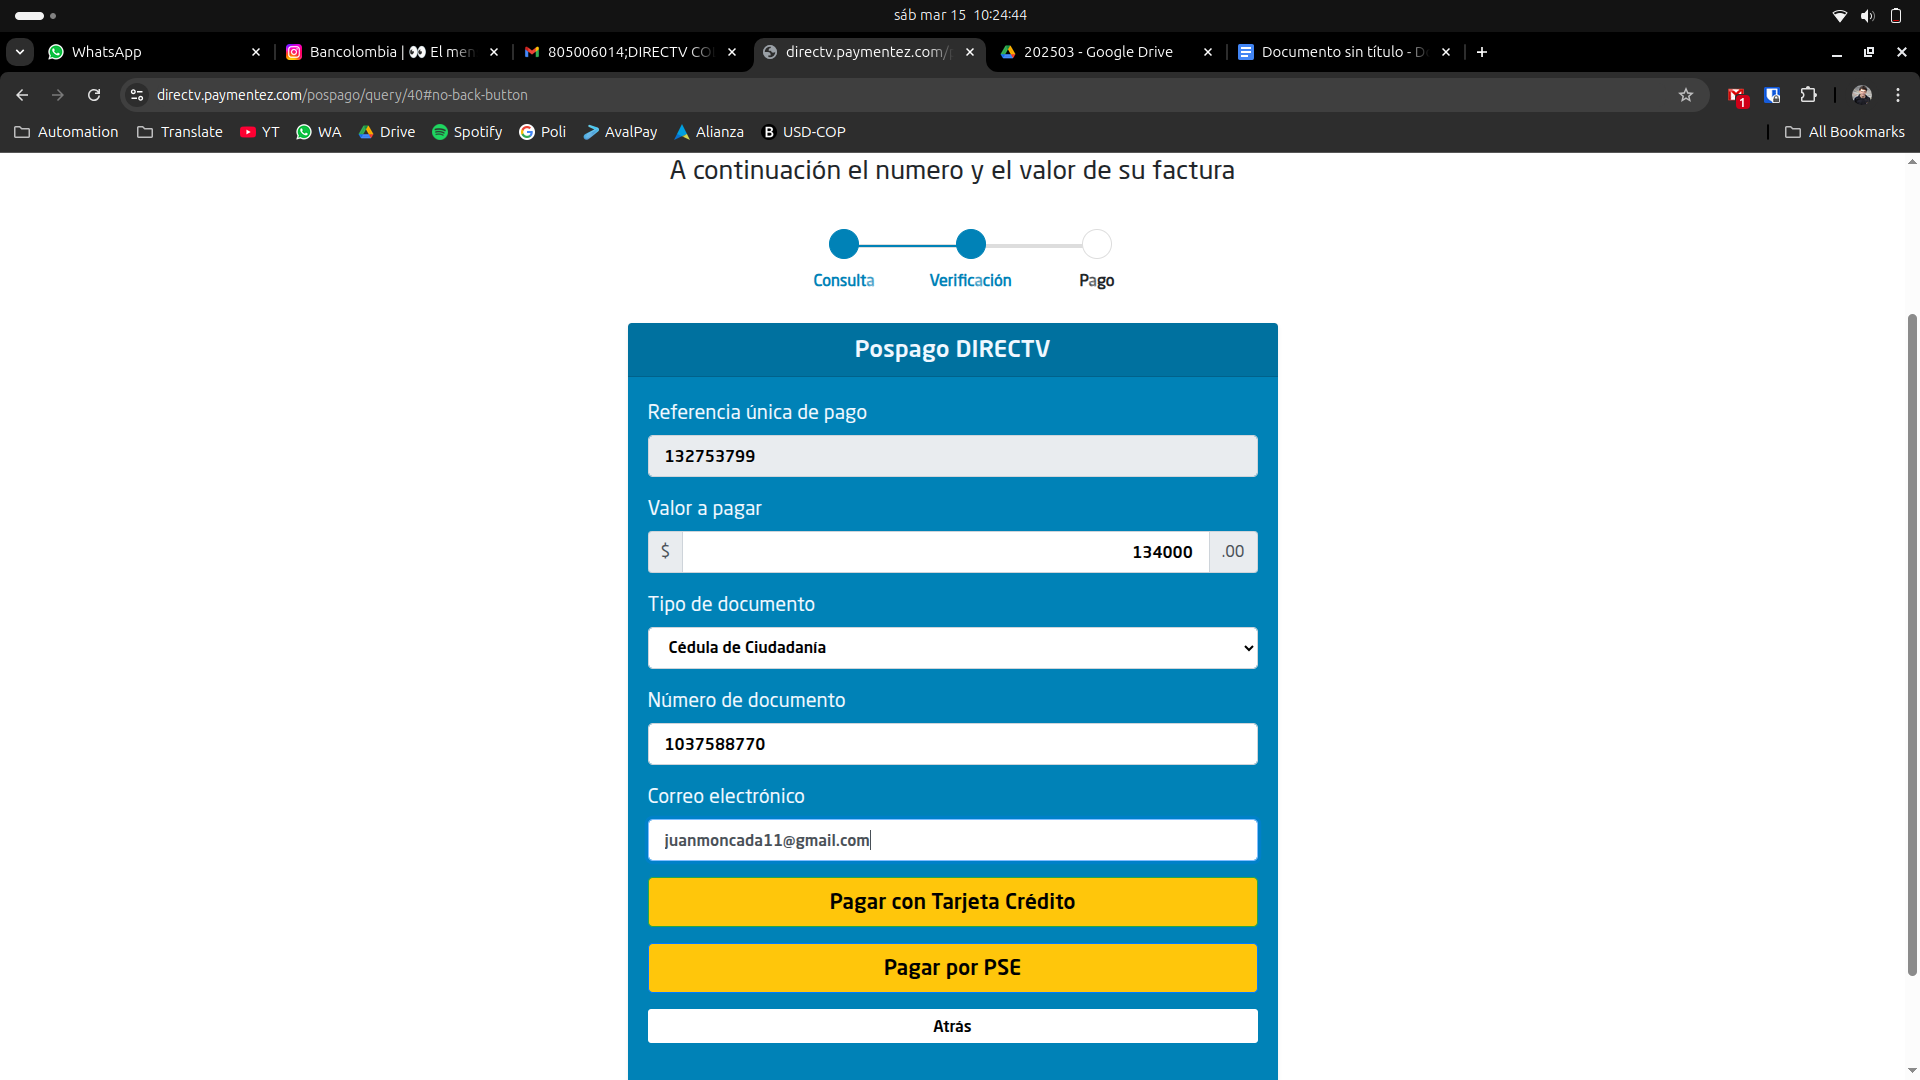 sáb mar 15 10:24:44
WhatsApp
Bancolombia | 👀 El men
805006014;DIRECTV CO
directv.paymentez.com/
202503 - Google Drive
Documento sin título - D
directv.paymentez.com/pospago/query/40#no-back-button
1
Automation
Translate
YT
WA
Drive
Spotify
Poli
AvalPay
Alianza
B USD-COP
All Bookmarks
A continuación el numero y el valor de su factura
Consulta
Verificación
Pago
Pospago DIRECTV
Referencia única de pago
132753799
Valor a pagar
$ 134000 .00
Tipo de documento
Cédula de Ciudadanía
Número de documento
1037588770
Correo electrónico
juanmoncada11@gmail.com
Pagar con Tarjeta Crédito
Pagar por PSE
Atrás